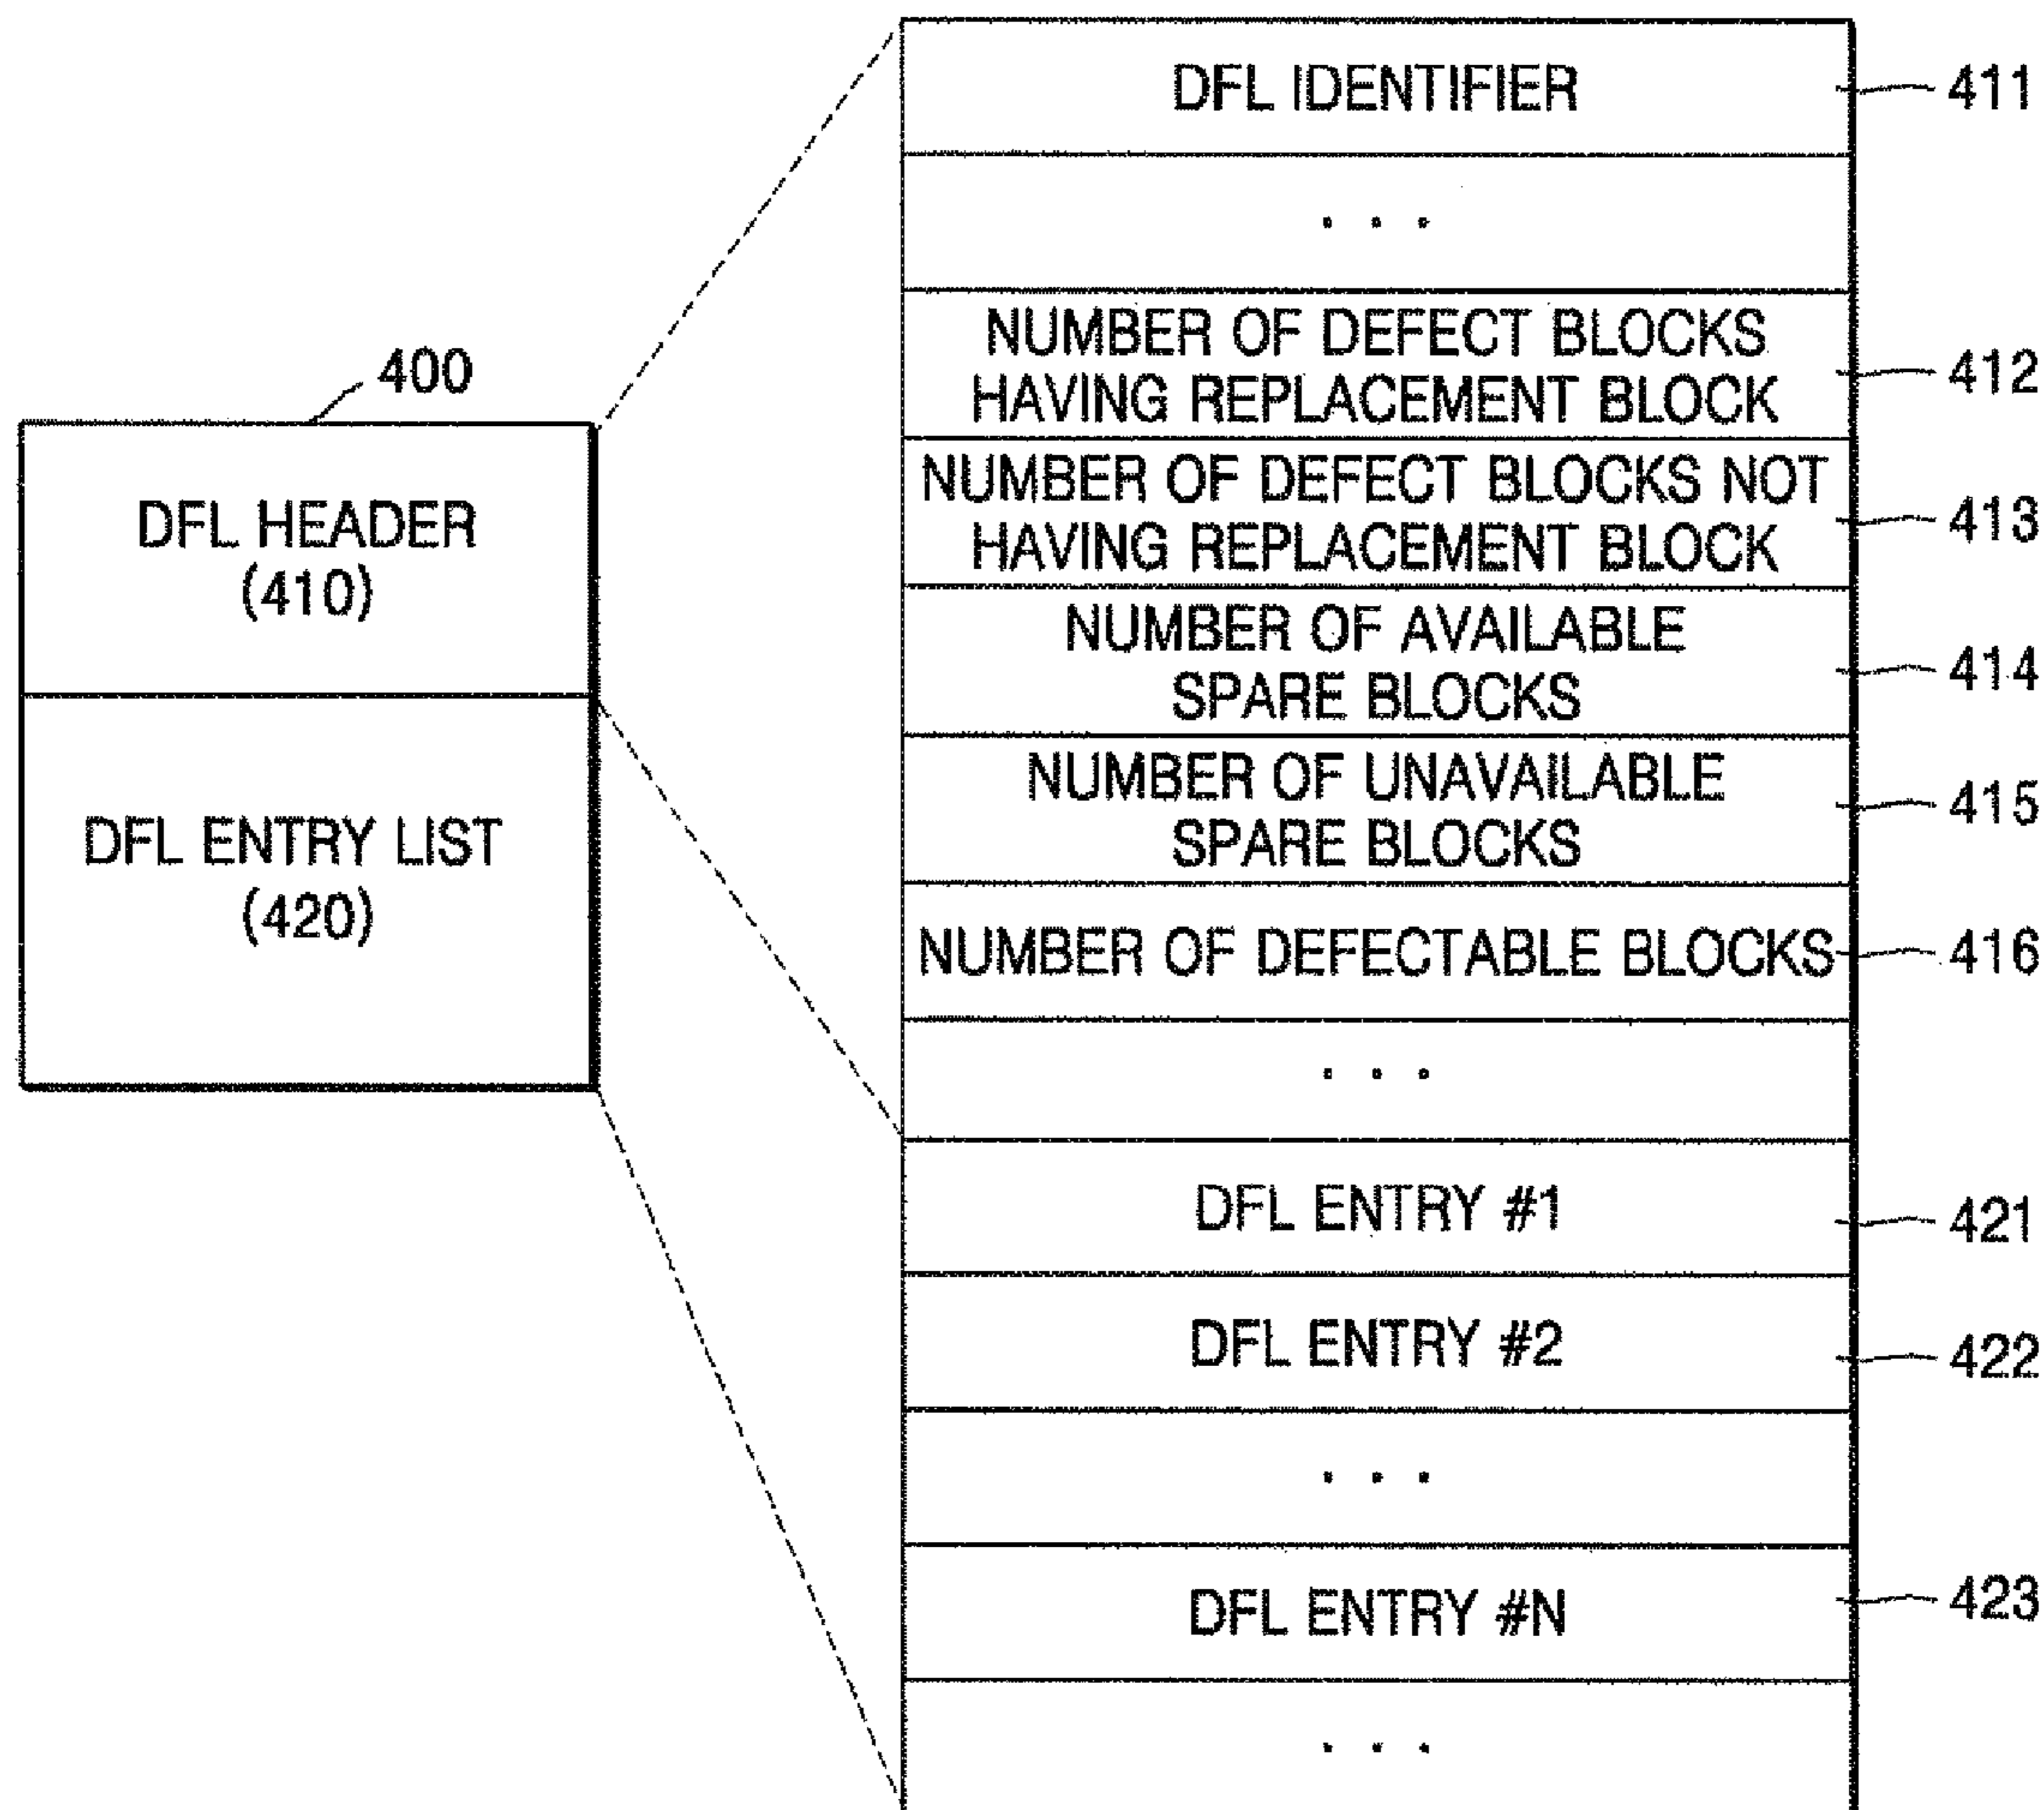 400
DFL HEADER
(410)
DFL ENTRY LIST
(420)
DFL IDENTIFIER 411
. . .
NUMBER OF DEFECT BLOCKS
HAVING REPLACEMENT BLOCK 412
NUMBER OF DEFECT BLOCKS NOT
HAVING REPLACEMENT BLOCK 413
NUMBER OF AVAILABLE
SPARE BLOCKS 414
NUMBER OF UNAVAILABLE
SPARE BLOCKS 415
NUMBER OF DEFECTABLE BLOCKS 416
. . .
DFL ENTRY #1 421
DFL ENTRY #2 422
. . .
DFL ENTRY #N 423
. . .